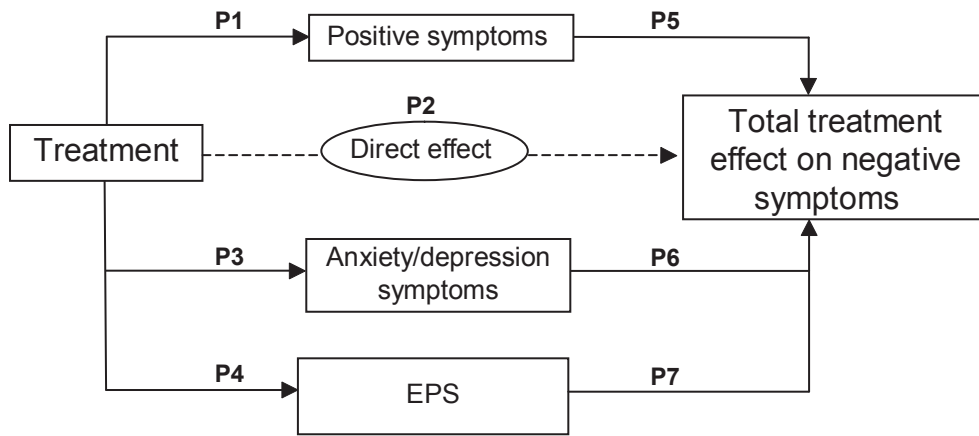 P1
Positive symptoms
P5
P2
Treatment
Direct effect
Total treatment
effect on negative
symptoms
P3
Anxiety/depression
symptoms
P6
P4
EPS
P7